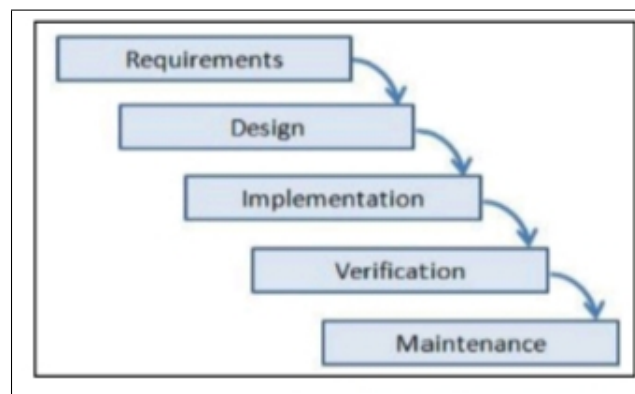 Requirements
Design
Implementation
Verification
Maintenance